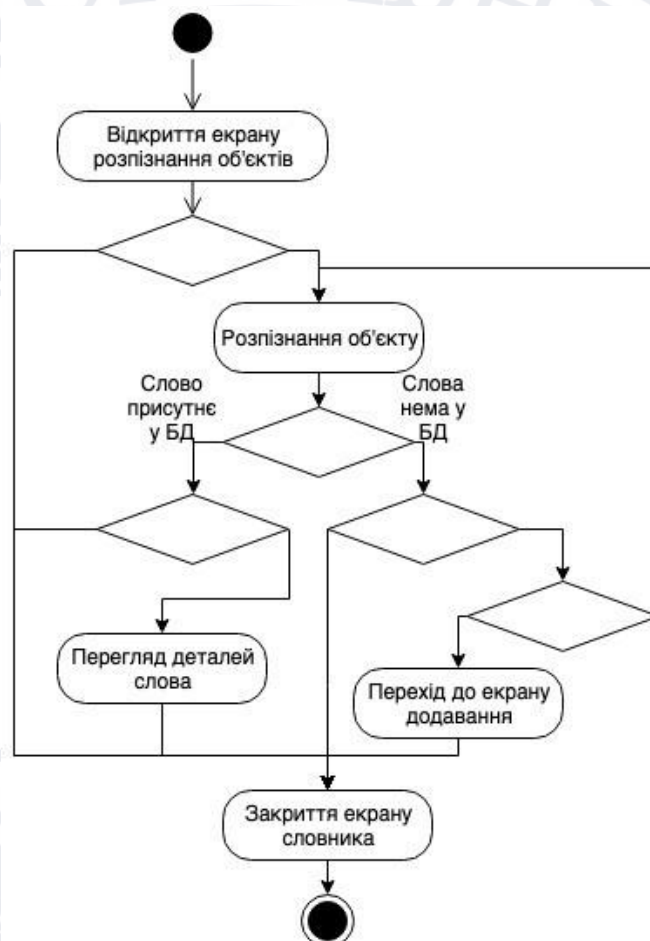 Відкриття екрану
розпізнання об'єктів
Розпізнання об'єкту
Слово
присутнє
у БД
Слова
нема у
БД
Перегляд деталей
слова
Перехід до екрану
додавання
Закриття екрану
словника